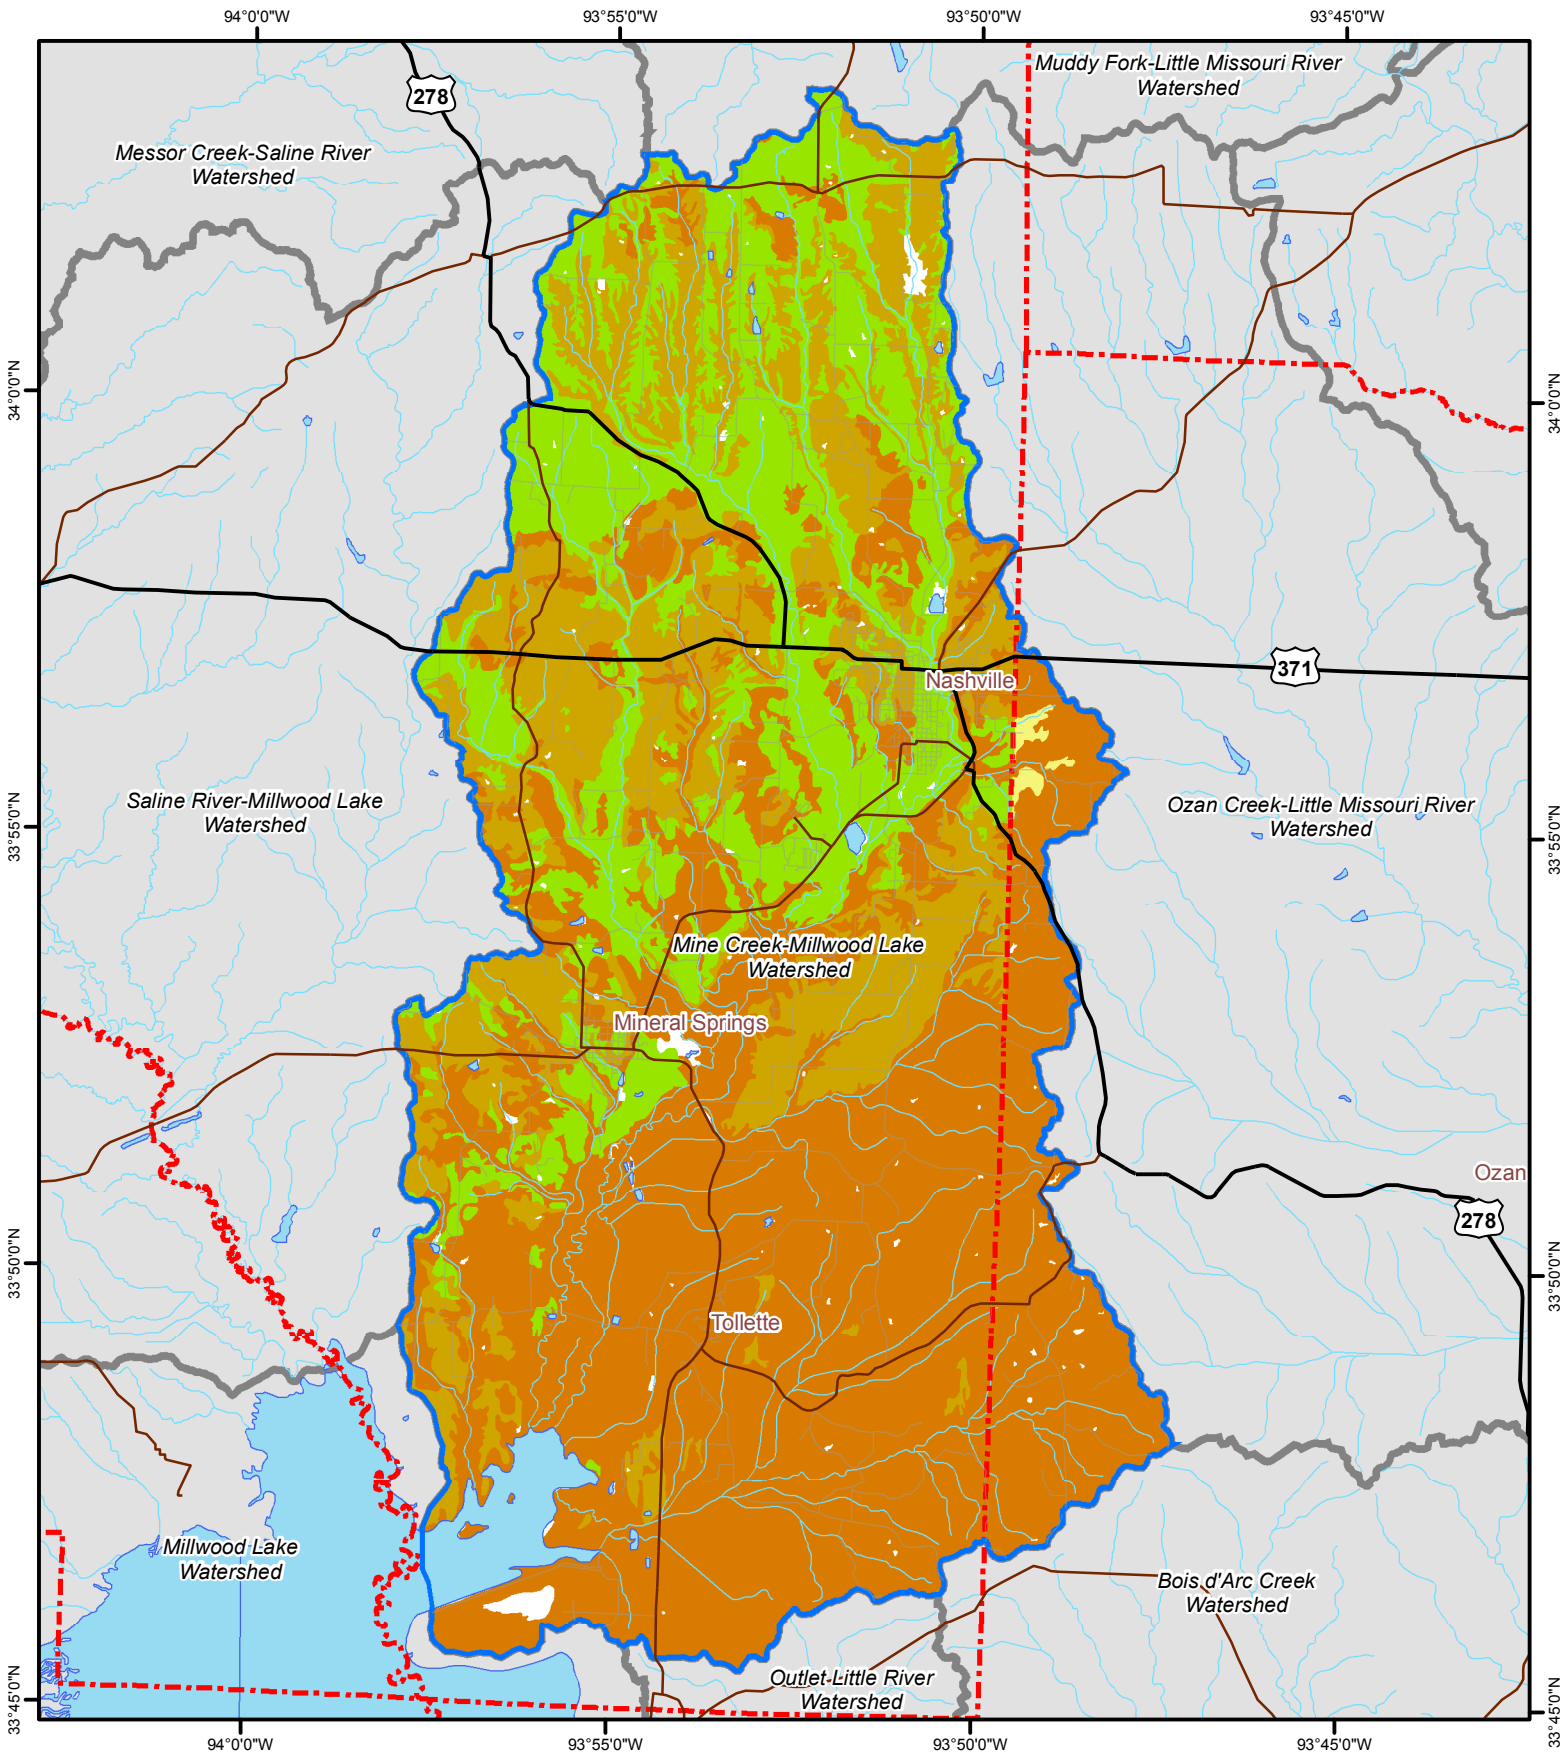 94°0'0"W
93°55'0"W
93°50'0"W
93°45'0"W
Muddy Fork-Little Missouri River
Watershed
278
Messor Creek-Saline River
Watershed
34°0'0"N
34°0'0"N
371
Nashville
Saline River-Millwood Lake
Watershed
Ozan Creek-Little Missouri River
Watershed
33°55'0"N
33°55'0"N
Mine Creek-Millwood Lake
Watershed
Mineral Springs
Ozan
278
33°50'0"N
33°50'0"N
Tollette
Millwood Lake
Watershed
Bois d'Arc Creek
Watershed
Outlet-Little River
Watershed
33°45'0"N
33°45'0"N
94°0'0"W
93°55'0"W
93°50'0"W
93°45'0"W